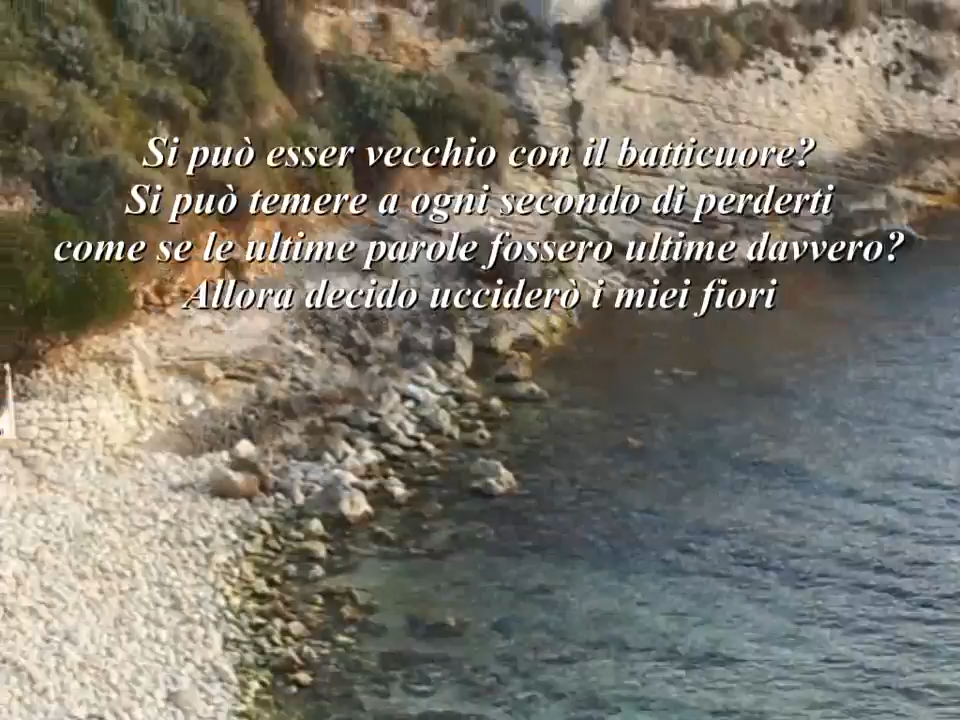 Si può esser vecchio con il batticuore?
Si può temere a ogni secondo di perderti
come se le ultime parole fossero ultime davvero?
Allora decido ucciderò i miei fiori